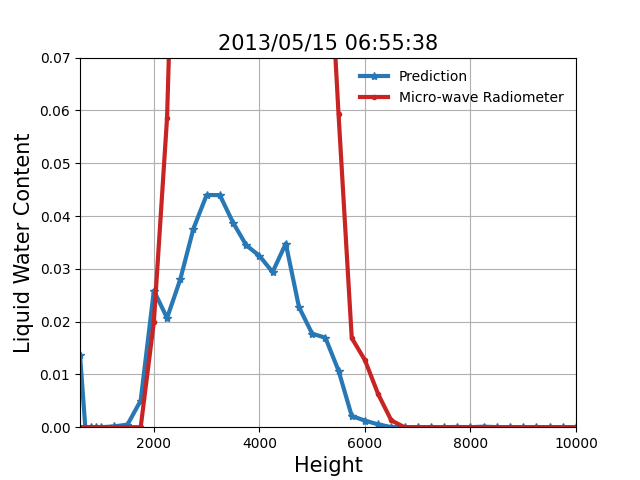 2013/05/15 06:55:38
0.07
0.06
0.05
0.04
0.03
0.02
0.01
0.00
Liquid Water Content
Prediction
Micro-wave Radiometer
2000 4000 6000 8000 10000
Height